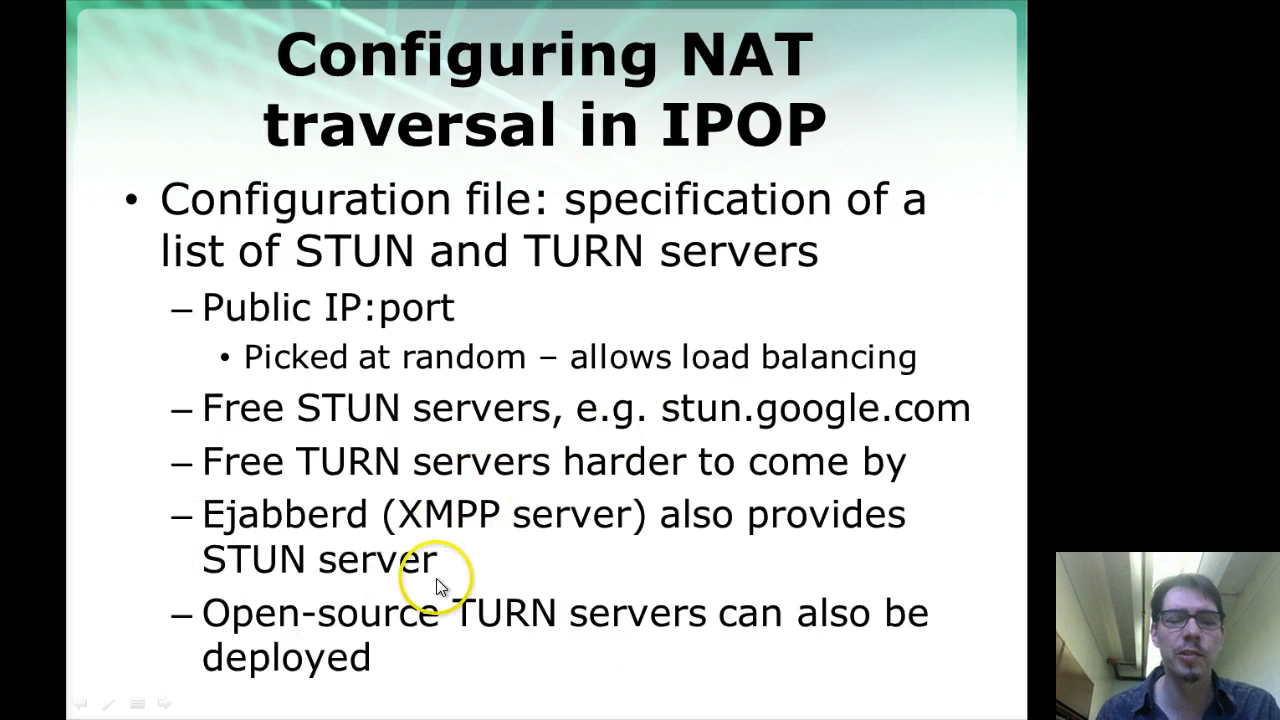 Configuring NAT
traversal in IPOP
• Configuration file: specification of a
list of STUN and TURN servers
– Public IP:port
• Picked at random – allows load balancing
– Free STUN servers, e.g. stun.google.com
– Free TURN servers harder to come by
– Ejabberd (XMPP server) also provides
STUN server
– Open-source TURN servers can also be
deployed